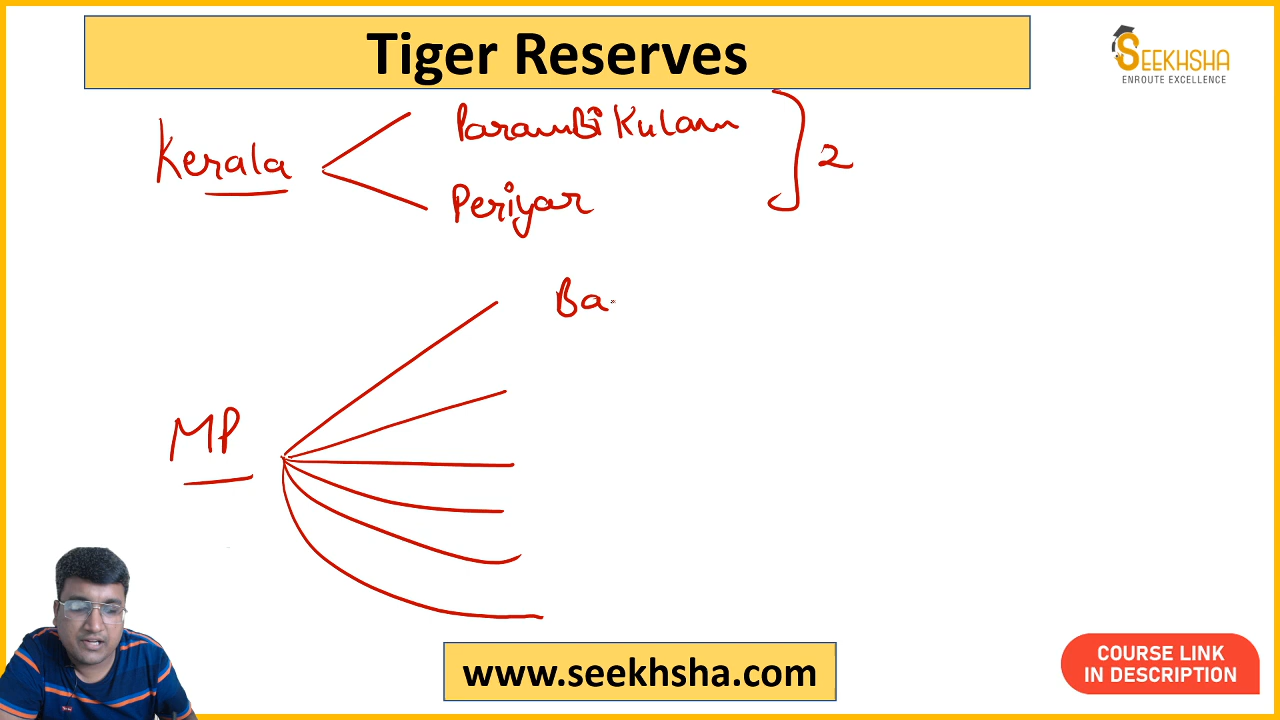 Tiger Reserves
SEEKHSHA
ENROUTE EXCELLENCE
Kerala
ParambiKulam
Periyar
2
MP
Ba
www.seekhsha.com
COURSE LINK
IN DESCRIPTION